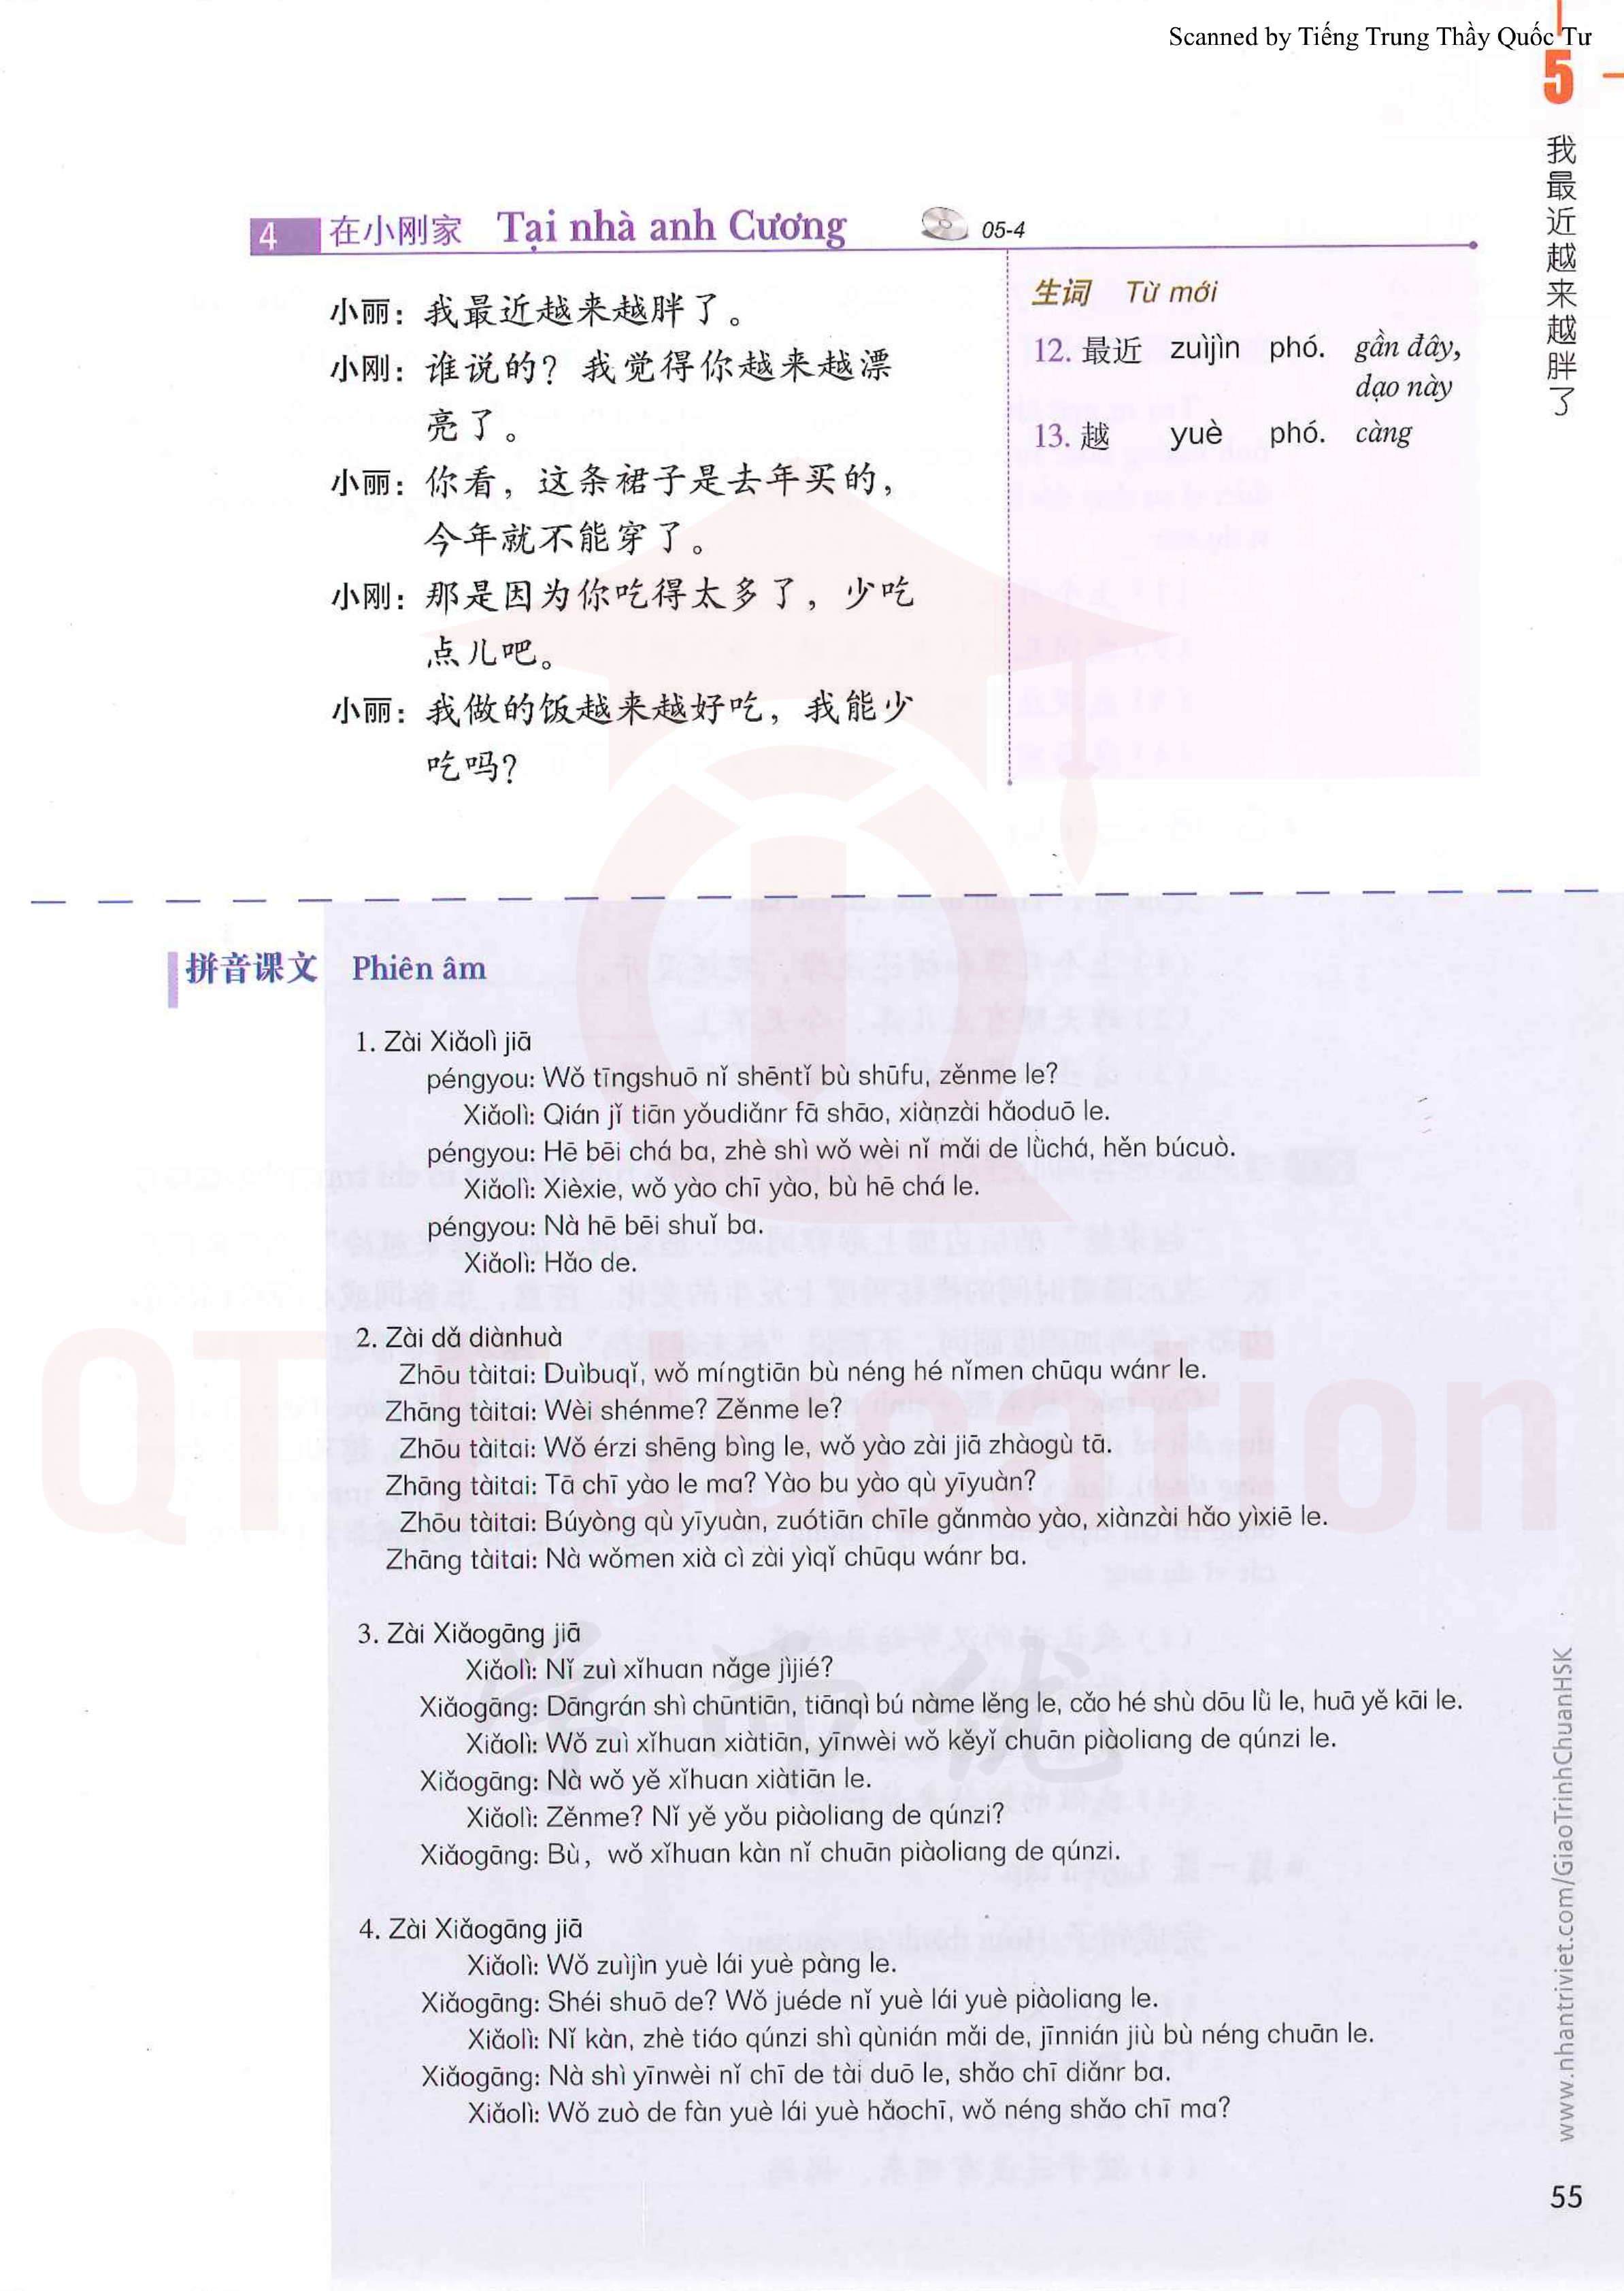 Scanned by Tiếng Trung Thầy Quốc Tư
5
我最近越来越胖了
4 在小刚家 Tại nhà anh Cương 05-4
小丽：我最近越来越胖了。
小刚：谁说的？我觉得你越来越漂
亮了。
小丽：你看，这条裙子是去年买的，
今年就不能穿了。
小刚：那是因为你吃得太多了，少吃
点儿吧。
小丽：我做的饭越来越好吃，我能少
吃吗？
生词 Từ mới
12. 最近 zuìjìn phó. gần đây,
dạo này
13. 越 yuè phó. càng
拼音课文 Phiên âm
1. Zài Xiǎolì jiā
péngyou: Wǒ tīngshuō nǐ shēntǐ bù shūfu, zěnme le?
Xiǎolì: Qián jǐ tiān yǒudiǎnr fā shāo, xiànzài hǎoduō le.
péngyou: Hē bēi chá ba, zhè shì wǒ wèi nǐ mǎi de lǜchá, hěn búcuò.
Xiǎolì: Xièxie, wǒ yào chī yào, bù hē chá le.
péngyou: Nà hē bēi shuǐ ba.
Xiǎolì: Hǎo de.
2. Zài dǎ diànhuà
Zhōu tàitai: Duìbuqǐ, wǒ míngtiān bù néng hé nǐmen chūqu wánr le.
Zhāng tàitai: Wèi shénme? Zěnme le?
Zhōu tàitai: Wǒ érzi shēng bìng le, wǒ yào zài jiā zhàogù tā.
Zhāng tàitai: Tā chī yào le ma? Yào bu yào qù yīyuàn?
Zhōu tàitai: Búyòng qù yīyuàn, zuótiān chīle gǎnmào yào, xiànzài hǎo yìxiē le.
Zhāng tàitai: Nà wǒmen xià cì zài yìqǐ chūqu wánr ba.
3. Zài Xiǎogāng jiā
Xiǎolì: Nǐ zuì xǐhuan nǎge jìjié?
Xiǎogāng: Dāngrán shì chūntiān, tiānqì bú nàme lěng le, cǎo hé shù dōu lǜ le, huā yě kāi le.
Xiǎolì: Wǒ zuì xǐhuan xiàtiān, yīnwèi wǒ kěyǐ chuān piàoliang de qúnzi le.
Xiǎogāng: Nà wǒ yě xǐhuan xiàtiān le.
Xiǎolì: Zěnme? Nǐ yě yǒu piàoliang de qúnzi?
Xiǎogāng: Bù, wǒ xǐhuan kàn nǐ chuān piàoliang de qúnzi.
4. Zài Xiǎogāng jiā
Xiǎolì: Wǒ zuìjìn yuè lái yuè pàng le.
Xiǎogāng: Shéi shuō de? Wǒ juéde nǐ yuè lái yuè piàoliang le.
Xiǎolì: Nǐ kàn, zhè tiáo qúnzi shì qùnián mǎi de, jīnnián jiù bù néng chuān le.
Xiǎogāng: Nà shì yīnwèi nǐ chī de tài duō le, shǎo chī diǎnr ba.
Xiǎolì: Wǒ zuò de fàn yuè lái yuè hǎochī, wǒ néng shǎo chī ma?
QT Education
学而优
www.nhantriviet.com/GiaoTrinhChuanHSK
55